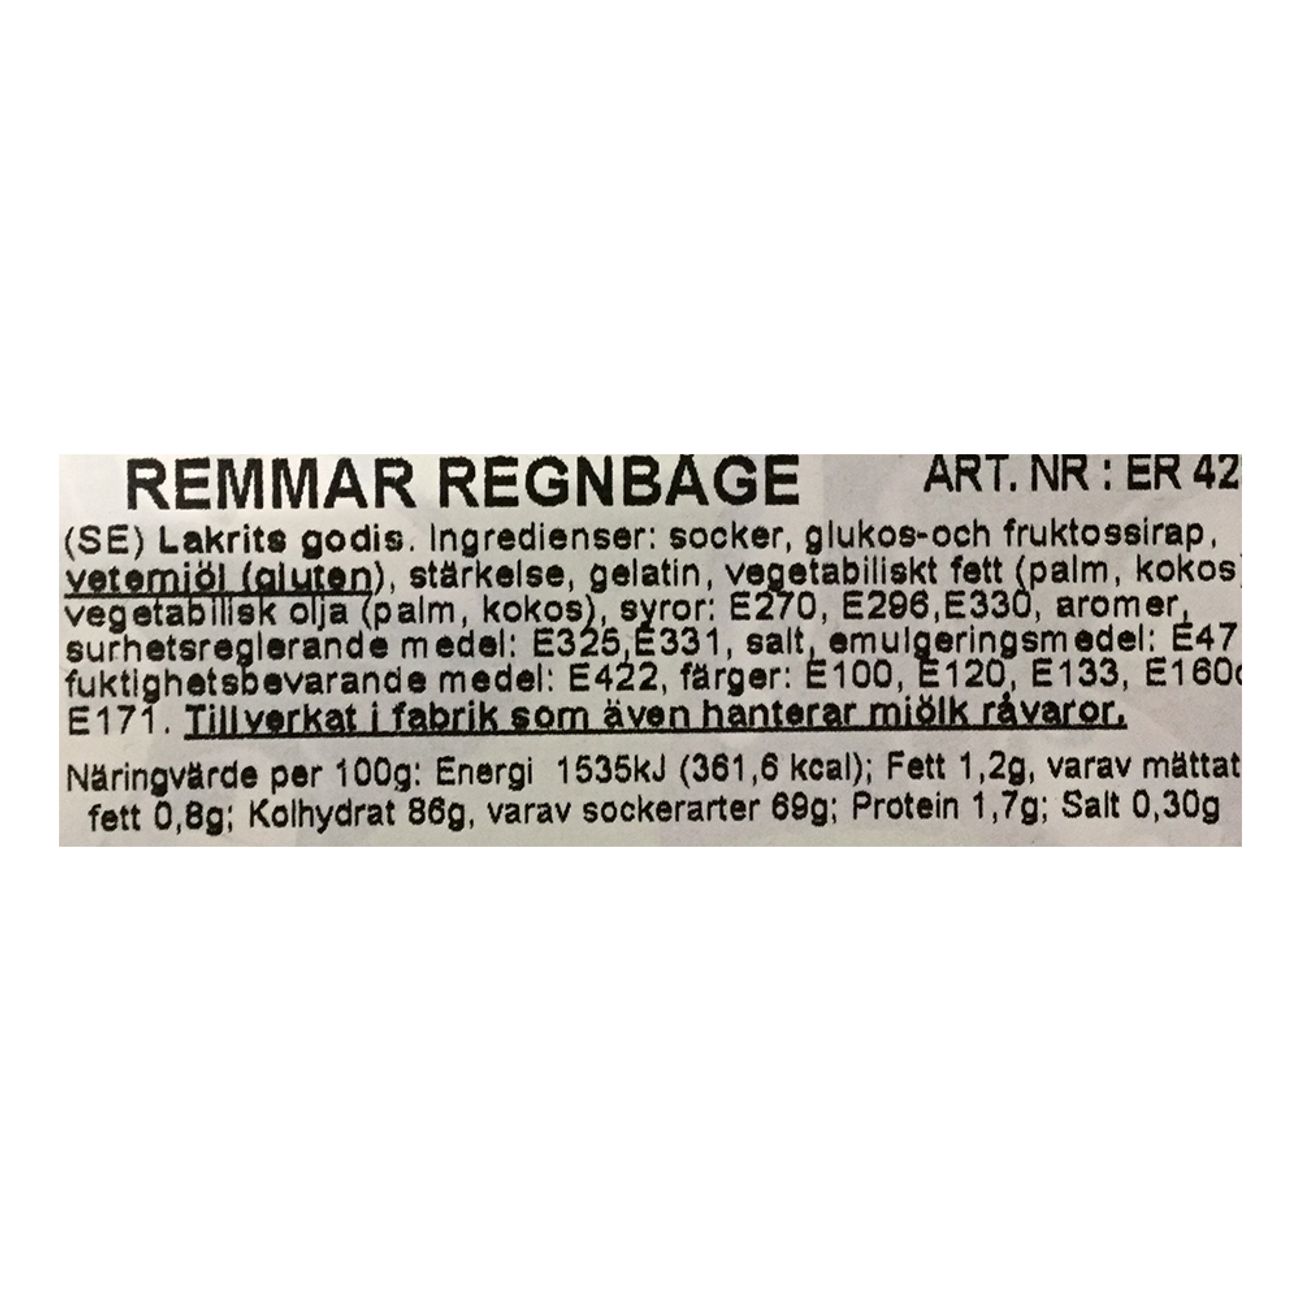 REMMAR REGNBÅGE ART. NR : ER 42
(SE) Lakrits godis. Ingredienser: socker, glukos-och fruktossirap,
vetemjöl (gluten), stärkelse, gelatin, vegetabiliskt fett (palm, kokos)
vegetabilisk olja (palm, kokos), syror: E270, E296,E330, aromer,
surhetsreglerande medel: E325,E331, salt, emulgeringsmedel: E47
fuktighetsbevarande medel: E422, färger: E100, E120, E133, E160c
E171. Tillverkat i fabrik som även hanterar mjölk råvaror.
Näringvärde per 100g: Energi 1535kJ (361,6 kcal); Fett 1,2g, varav mättat
fett 0,8g; Kolhydrat 86g, varav sockerarter 69g; Protein 1,7g; Salt 0,30g